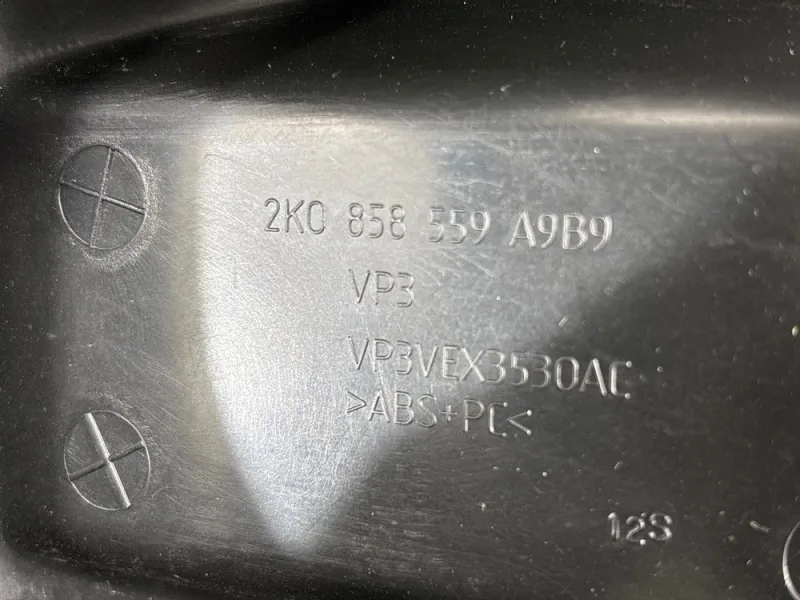 2K0 858 559 A9B9
VP3
VP3VEX3530AC
>ABS+PC<
12S